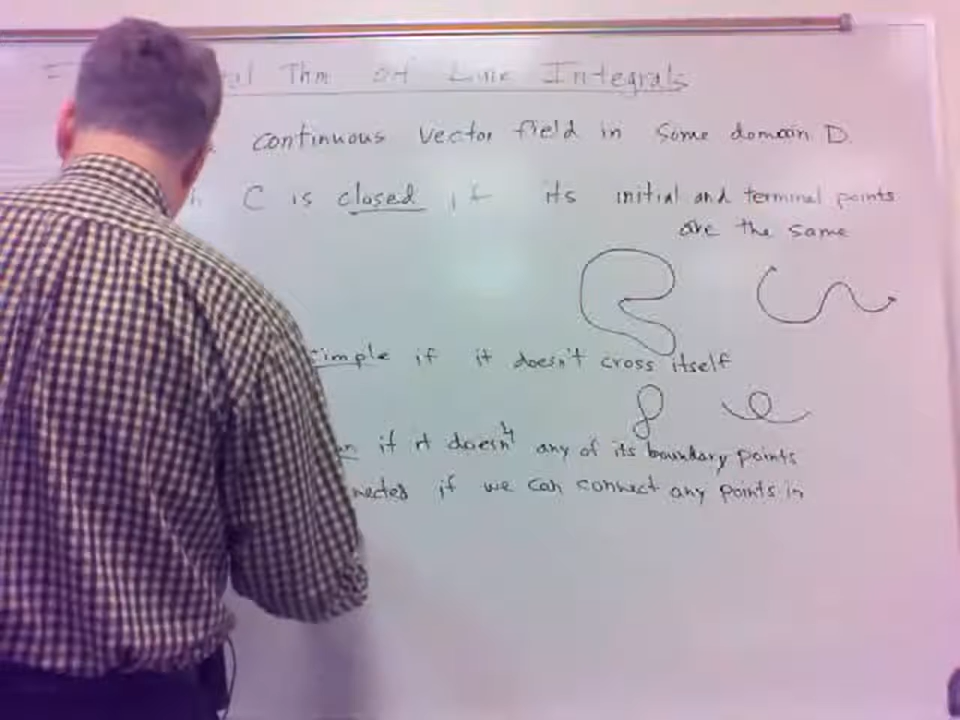 Thm of Line Integrals
continuous vector field in some domain D.
C is closed if its initial and terminal points
are the same
simple if it doesn't cross itself
if it doesn't any of its boundary points
if we can connect any points in